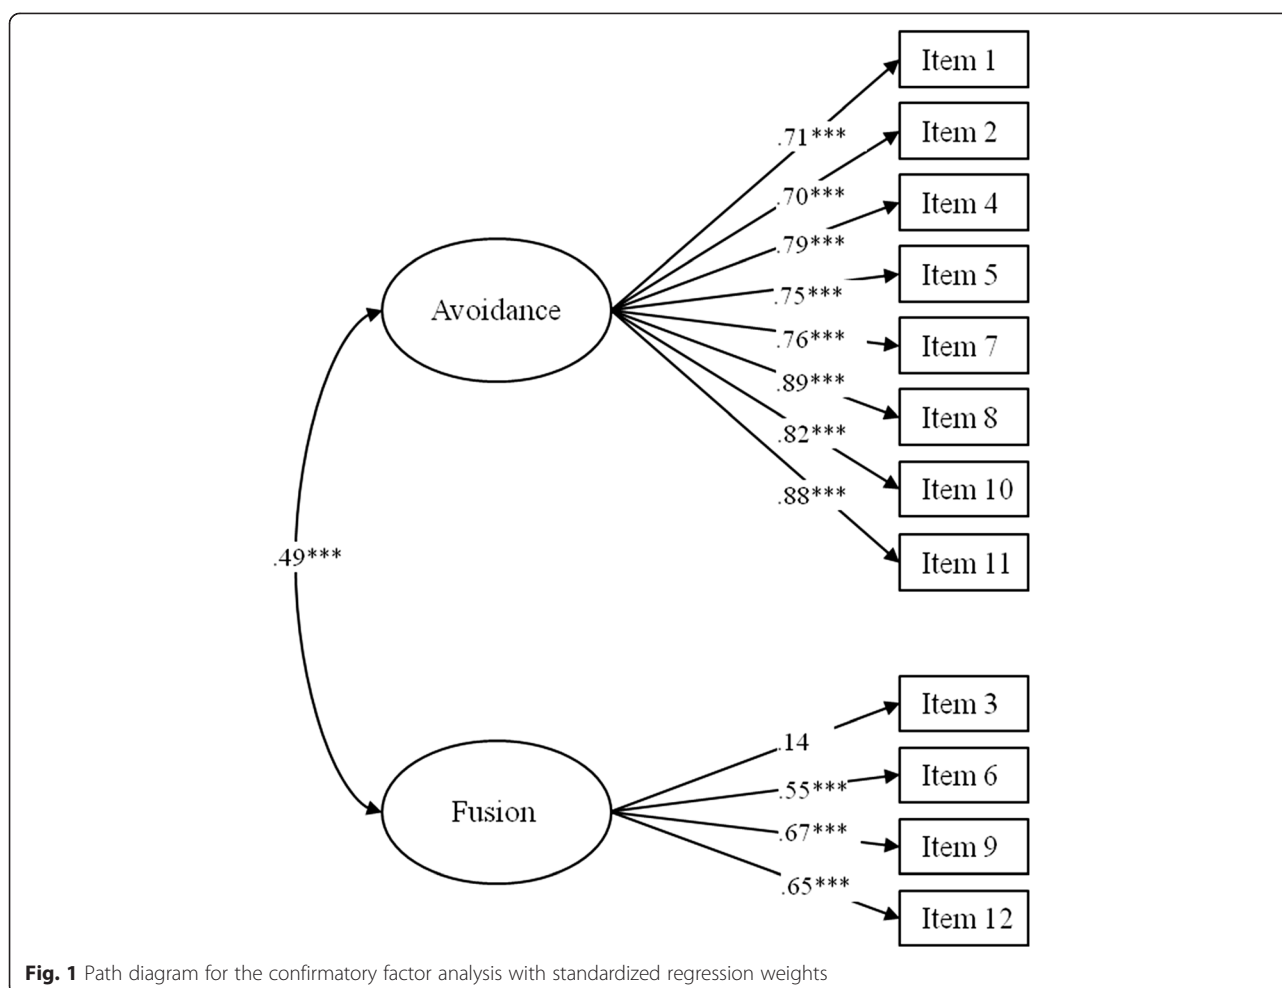 Item 1
.71***
Item 2
.70***
Item 4
.79***
Item 5
.75***
Avoidance
Item 7
.76***
Item 8
.89***
Item 10
.82***
Item 11
.88***
.49***
Item 3
.14
Item 6
.55***
Fusion
Item 9
.67***
Item 12
.65***
Fig. 1 Path diagram for the confirmatory factor analysis with standardized regression weights